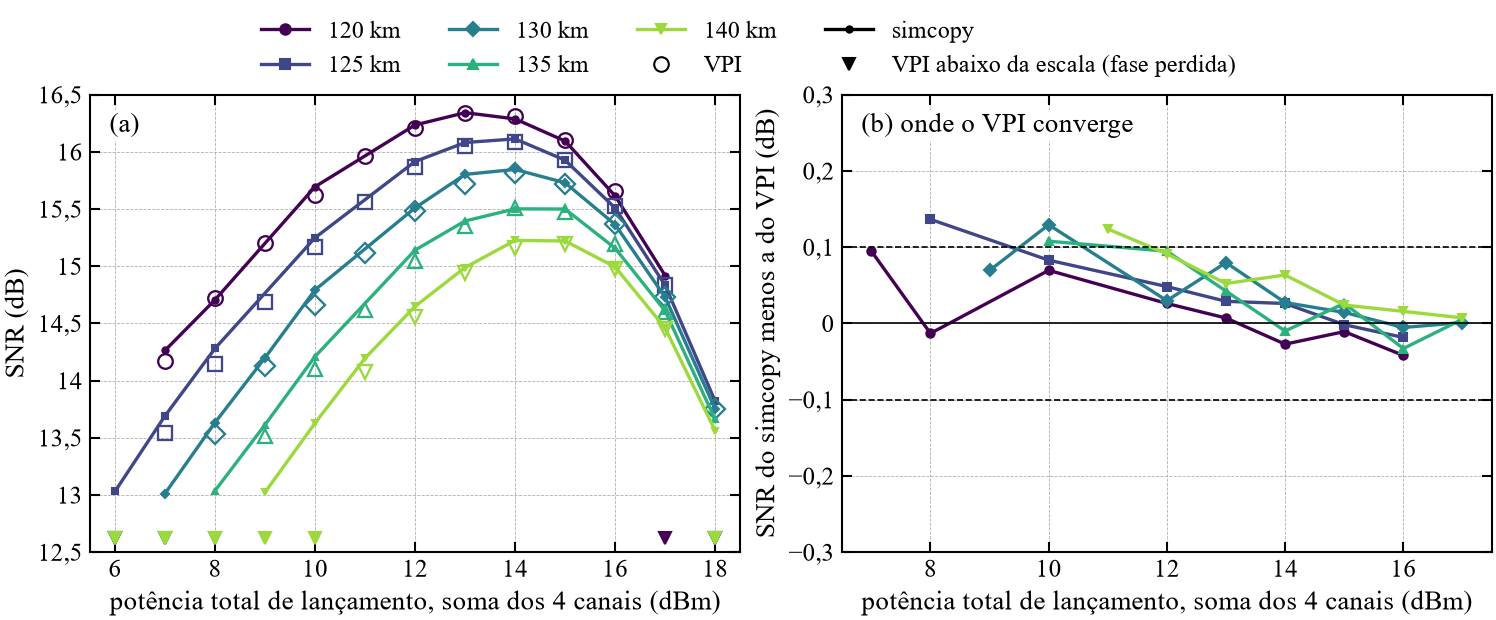 120 km 130 km 140 km simcopy
125 km 135 km VPI VPI abaixo da escala (fase perdida)
(a)
SNR (dB)
16,5
16
15,5
15
14,5
14
13,5
13
12,5
6 8 10 12 14 16 18
potência total de lançamento, soma dos 4 canais (dBm)
(b) onde o VPI converge
SNR do simcopy menos a do VPI (dB)
0,3
0,2
0,1
0
−0,1
−0,2
−0,3
8 10 12 14 16
potência total de lançamento, soma dos 4 canais (dBm)